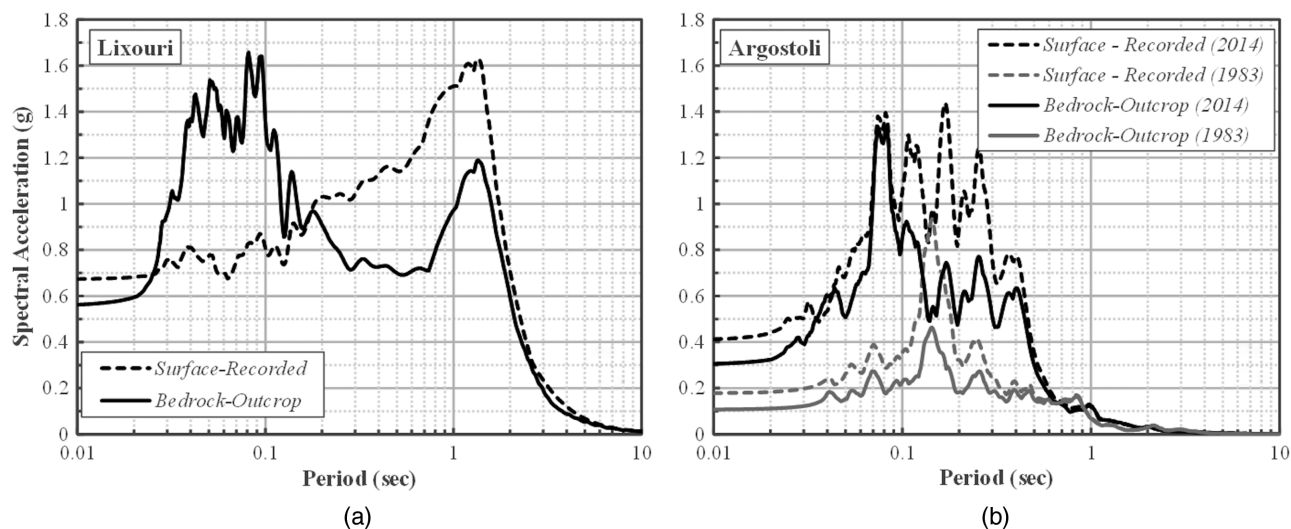 Lixouri
Spectral Acceleration (g)
1.8
1.6
1.4
1.2
1
0.8
0.6
0.4
0.2
0
Surface-Recorded
Bedrock-Outcrop
0.01
0.1
1
10
Period (sec)
(a)
Argostoli
Surface - Recorded (2014)
Surface - Recorded (1983)
Bedrock-Outcrop (2014)
Bedrock-Outcrop (1983)
1.8
1.6
1.4
1.2
1
0.8
0.6
0.4
0.2
0
0.01
0.1
1
10
Period (sec)
(b)